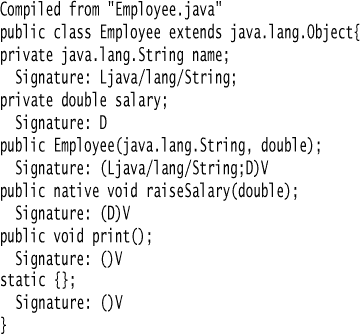 Compiled from "Employee.java"
public class Employee extends java.lang.Object{
private java.lang.String name;
  Signature: Ljava/lang/String;
private double salary;
  Signature: D
public Employee(java.lang.String, double);
  Signature: (Ljava/lang/String;D)V
public native void raiseSalary(double);
  Signature: (D)V
public void print();
  Signature: ()V
static {};
  Signature: ()V
}